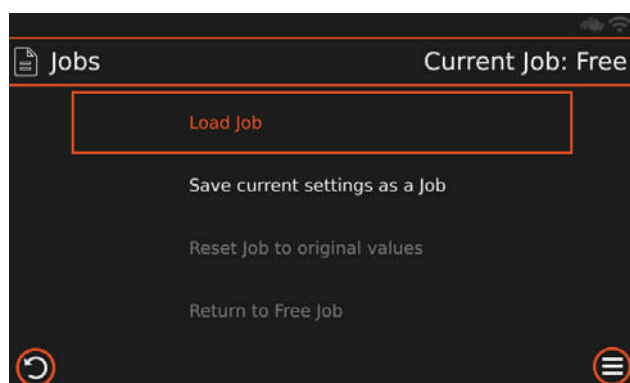 Jobs
Current Job: Free
Load Job
Save current settings as a Job
Reset Job to original values
Return to Free Job